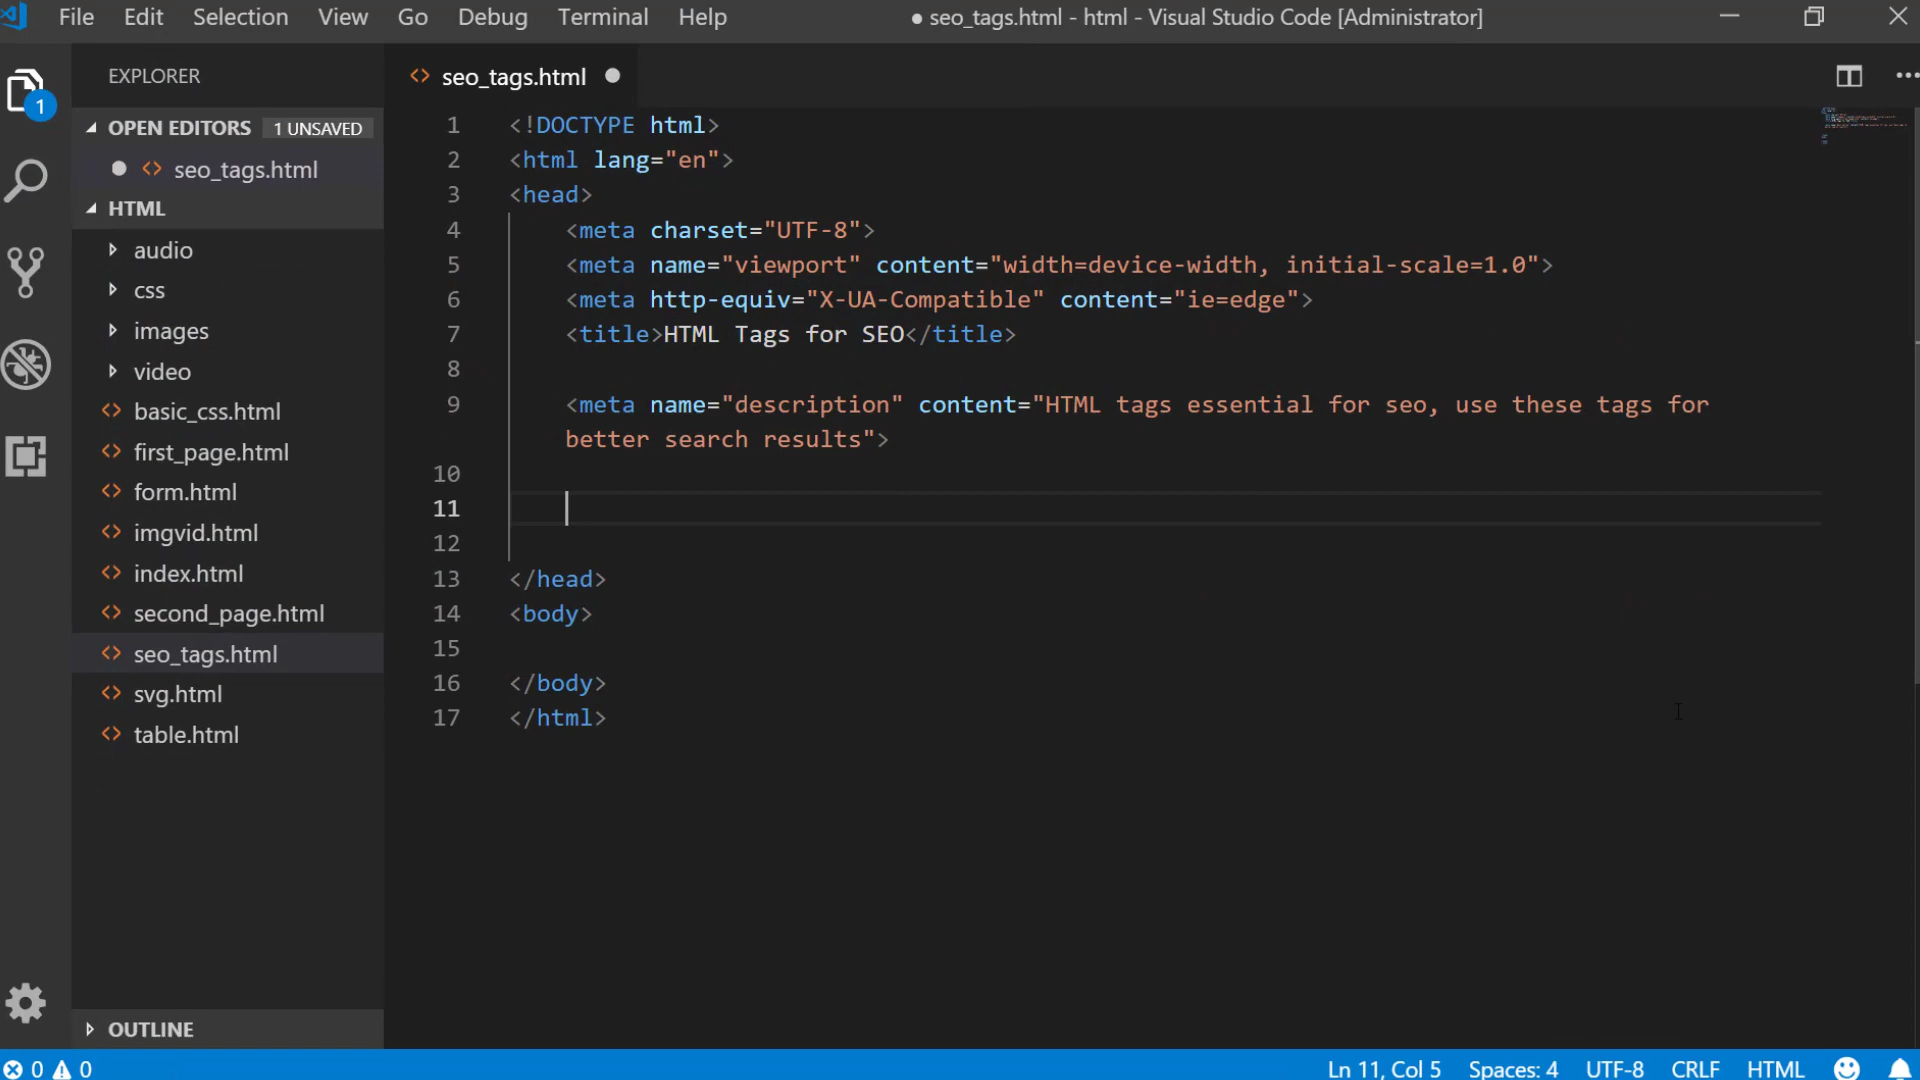 File Edit Selection View Go Debug Terminal Help ● seo_tags.html - html - Visual Studio Code [Administrator]
EXPLORER
1
OPEN EDITORS 1 UNSAVED
seo_tags.html
HTML
audio
css
images
video
basic_css.html
first_page.html
form.html
imgvid.html
index.html
second_page.html
seo_tags.html
svg.html
table.html
OUTLINE
seo_tags.html
1 <!DOCTYPE html>
2 <html lang="en">
3 <head>
4 <meta charset="UTF-8">
5 <meta name="viewport" content="width=device-width, initial-scale=1.0">
6 <meta http-equiv="X-UA-Compatible" content="ie=edge">
7 <title>HTML Tags for SEO</title>
8
9 <meta name="description" content="HTML tags essential for seo, use these tags for
better search results">
10
11
12
13 </head>
14 <body>
15
16 </body>
17 </html>
0 0 Ln 11, Col 5 Spaces: 4 UTF-8 CRLF HTML